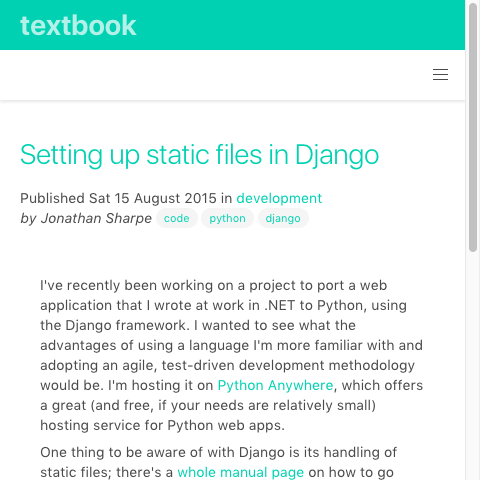 textbook
Setting up static files in Django
Published Sat 15 August 2015 in development
by Jonathan Sharpe code python django
I've recently been working on a project to port a web
application that I wrote at work in .NET to Python, using
the Django framework. I wanted to see what the
advantages of using a language I'm more familiar with and
adopting an agile, test-driven development methodology
would be. I'm hosting it on Python Anywhere, which offers
a great (and free, if your needs are relatively small)
hosting service for Python web apps.
One thing to be aware of with Django is its handling of
static files; there's a whole manual page on how to go